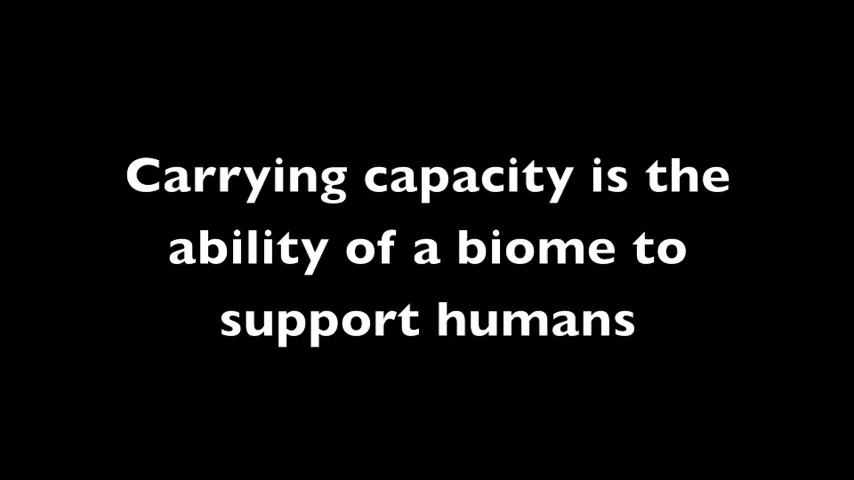 Carrying capacity is the
ability of a biome to
support humans